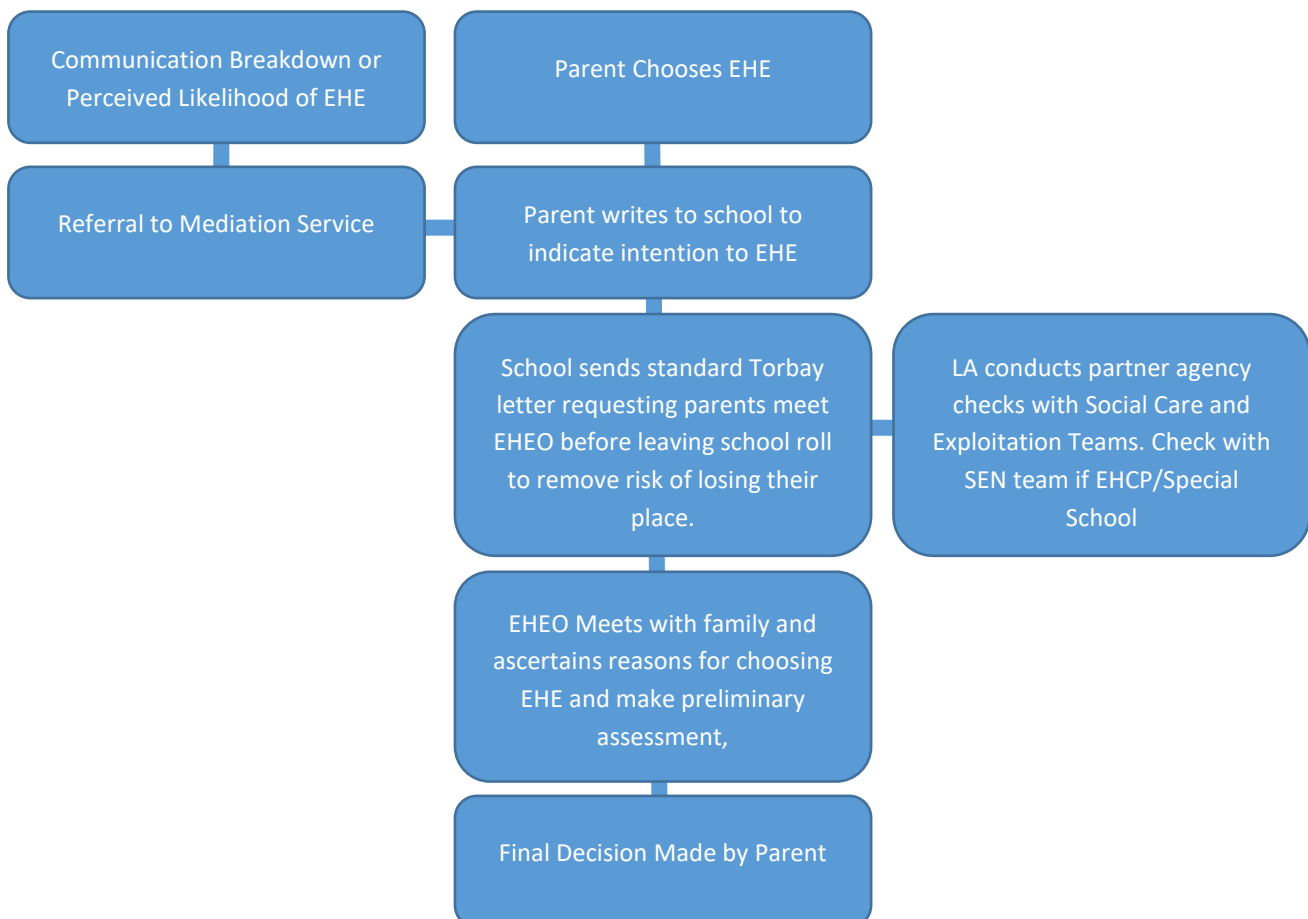 Communication Breakdown or
Perceived Likelihood of EHE
Parent Chooses EHE
Referral to Mediation Service
Parent writes to school to
indicate intention to EHE
School sends standard Torbay
letter requesting parents meet
EHEO before leaving school roll
to remove risk of losing their
place.
LA conducts partner agency
checks with Social Care and
Exploitation Teams. Check with
SEN team if EHCP/Special
School
EHEO Meets with family and
ascertains reasons for choosing
EHE and make preliminary
assessment,
Final Decision Made by Parent